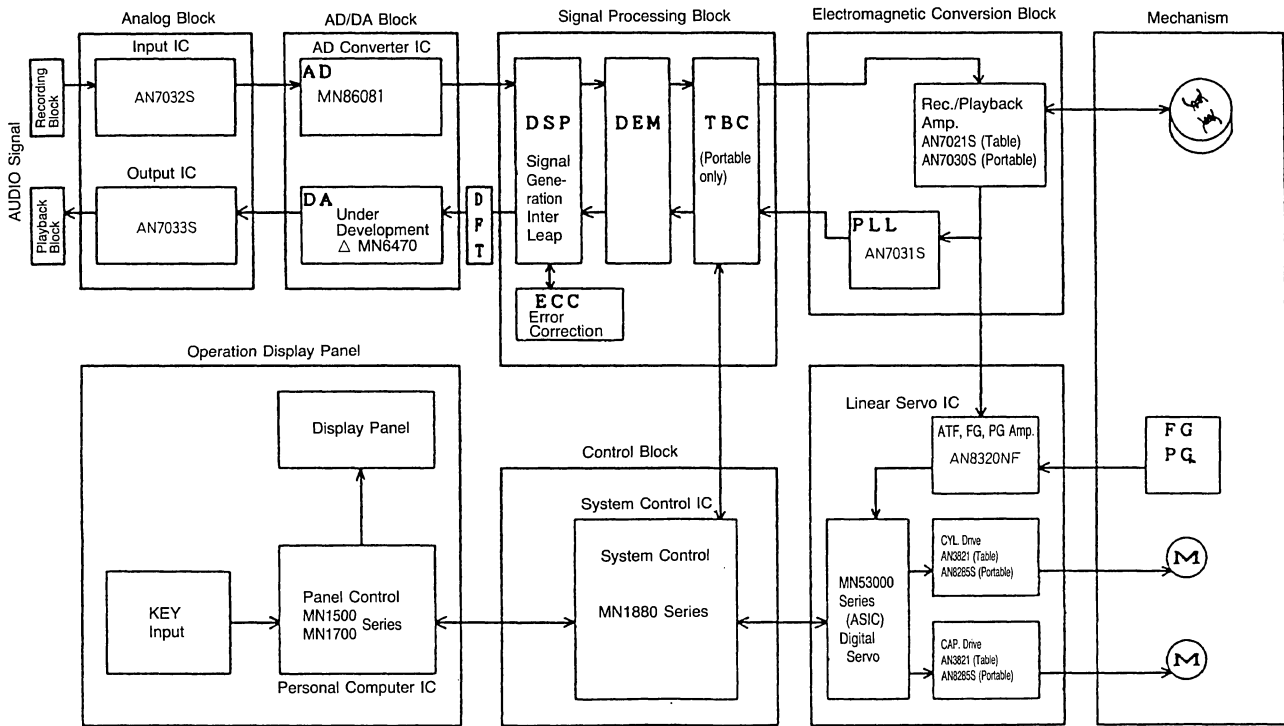 Analog Block
AD/DA Block
Signal Processing Block
Electromagnetic Conversion Block
Mechanism
AUDIO Signal
Recording
Block
Playback
Block
Input IC
AN7032S
Output IC
AN7033S
AD Converter IC
AD
MN86081
DA
Under
Development
△ MN6470
D
F
T
DSP
Signal
Gene-
ration
Inter
Leap
DEM
TBC
(Portable
only)
ECC
Error
Correction
Rec./Playback
Amp.
AN7021S (Table)
AN7030S (Portable)
PLL
AN7031S
Operation Display Panel
Display Panel
KEY
Input
Panel Control
MN1500
MN1700
Series
Personal Computer IC
Control Block
System Control IC
System Control
MN1880 Series
Linear Servo IC
ATF, FG, PG Amp.
AN8320NF
MN53000
Series
(ASIC)
Digital
Servo
CYL. Drive
AN3821 (Table)
AN8285S (Portable)
CAP. Drive
AN3821 (Table)
AN8285S (Portable)
FG
PG
M
M